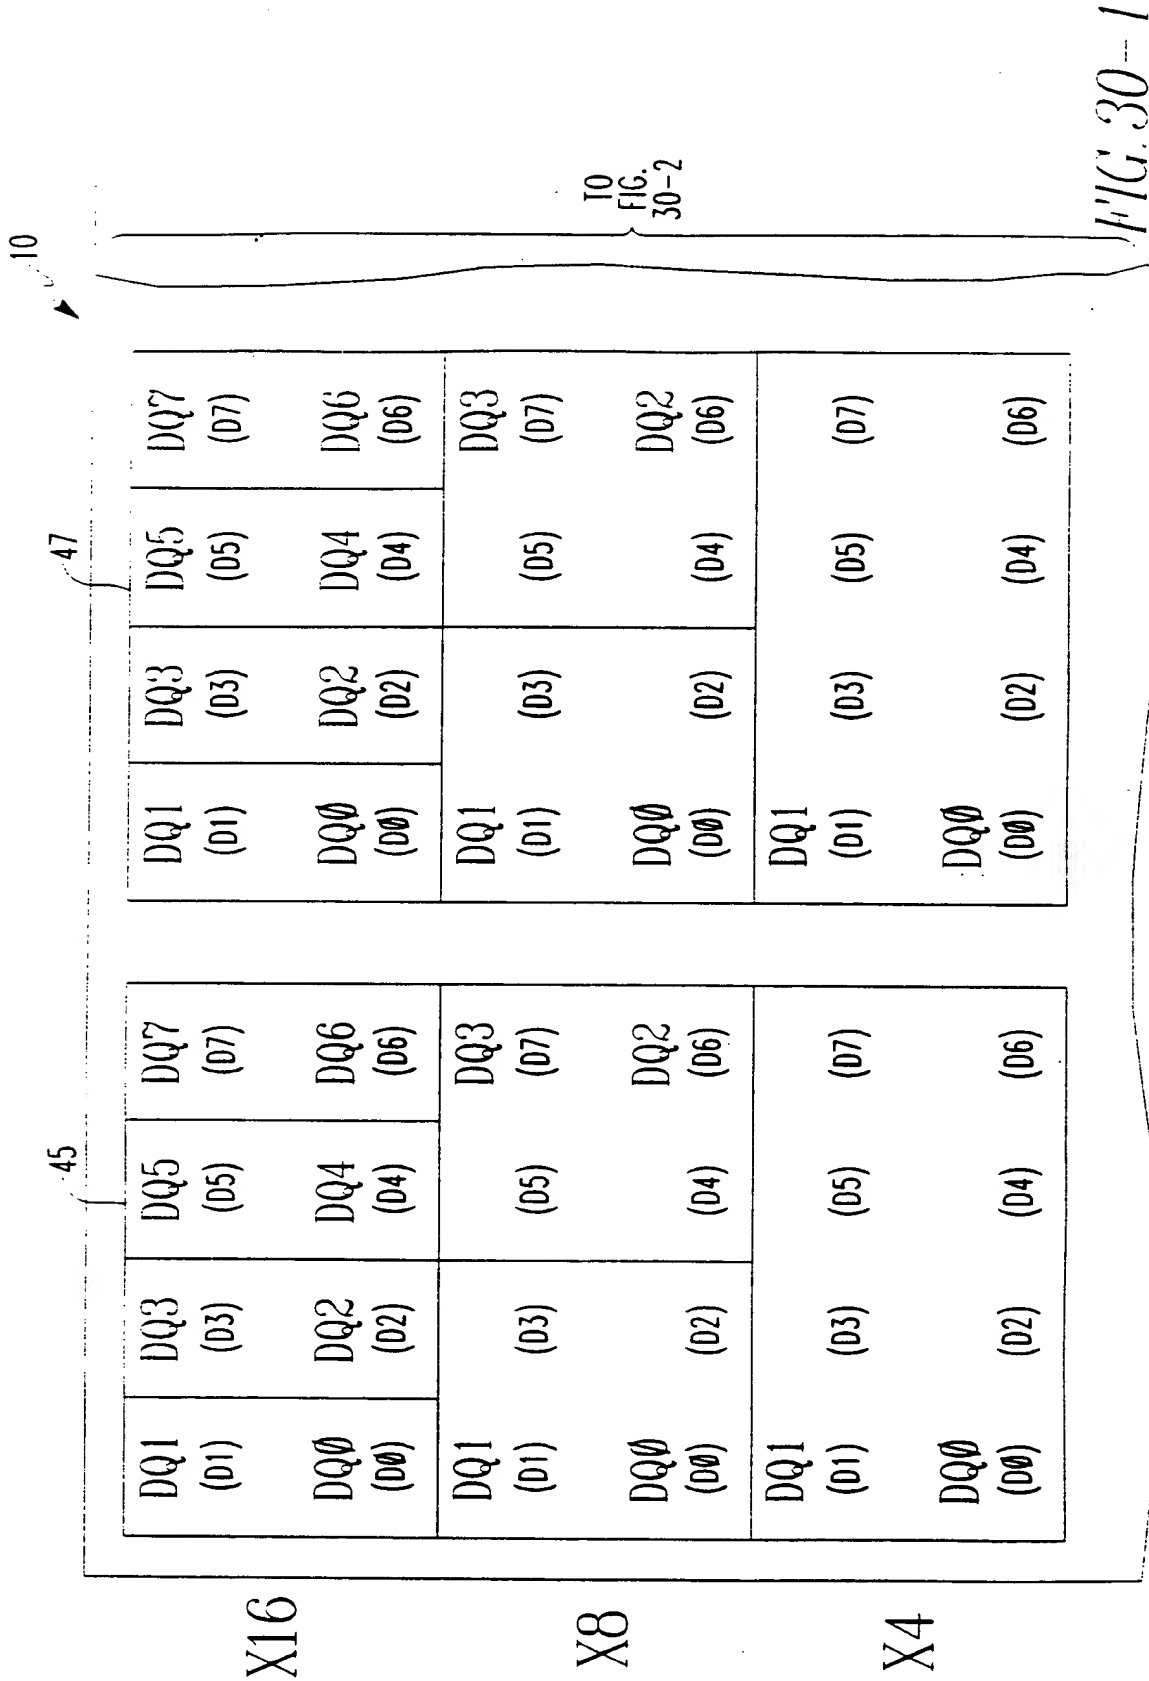 10
45 47
DQ1 DQ3 DQ5 DQ7 DQ1 DQ3 DQ5 DQ7
(D1) (D3) (D5) (D7) (D1) (D3) (D5) (D7)
X16
DQØ DQ2 DQ4 DQ6 DQØ DQ2 DQ4 DQ6
(DØ) (D2) (D4) (D6) (DØ) (D2) (D4) (D6)
DQ1 DQ3 DQ1 DQ3
(D1) (D3) (D5) (D7) (D1) (D3) (D5) (D7)
X8
TO
FIG.
30-2
DQØ DQ2 DQØ DQ2
(DØ) (D2) (D4) (D6) (DØ) (D2) (D4) (D6)
DQ1 DQ1
(D1) (D3) (D5) (D7) (D1) (D3) (D5) (D7)
X4
DQØ DQØ
(DØ) (D2) (D4) (D6) (DØ) (D2) (D4) (D6)
FIG.30-1